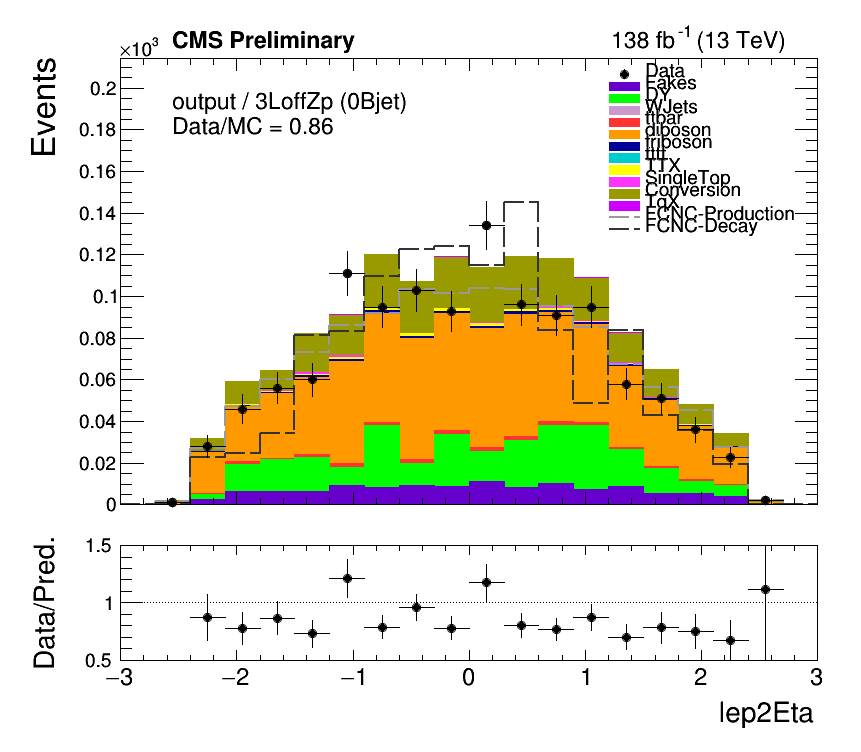 ×10³ CMS Preliminary 138 fb⁻¹ (13 TeV)
Events
output / 3LoffZp (0Bjet)
Data/MC = 0.86
Data
Fakes
DY
WJets
ttbar
diboson
triboson
tttt
TTX
SingleTop
Conversion
TqX
FCNC-Production
FCNC-Decay
0.2
0.18
0.16
0.14
0.12
0.1
0.08
0.06
0.04
0.02
0
Data/Pred.
1.5
1
0.5
−3 −2 −1 0 1 2 3
lep2Eta